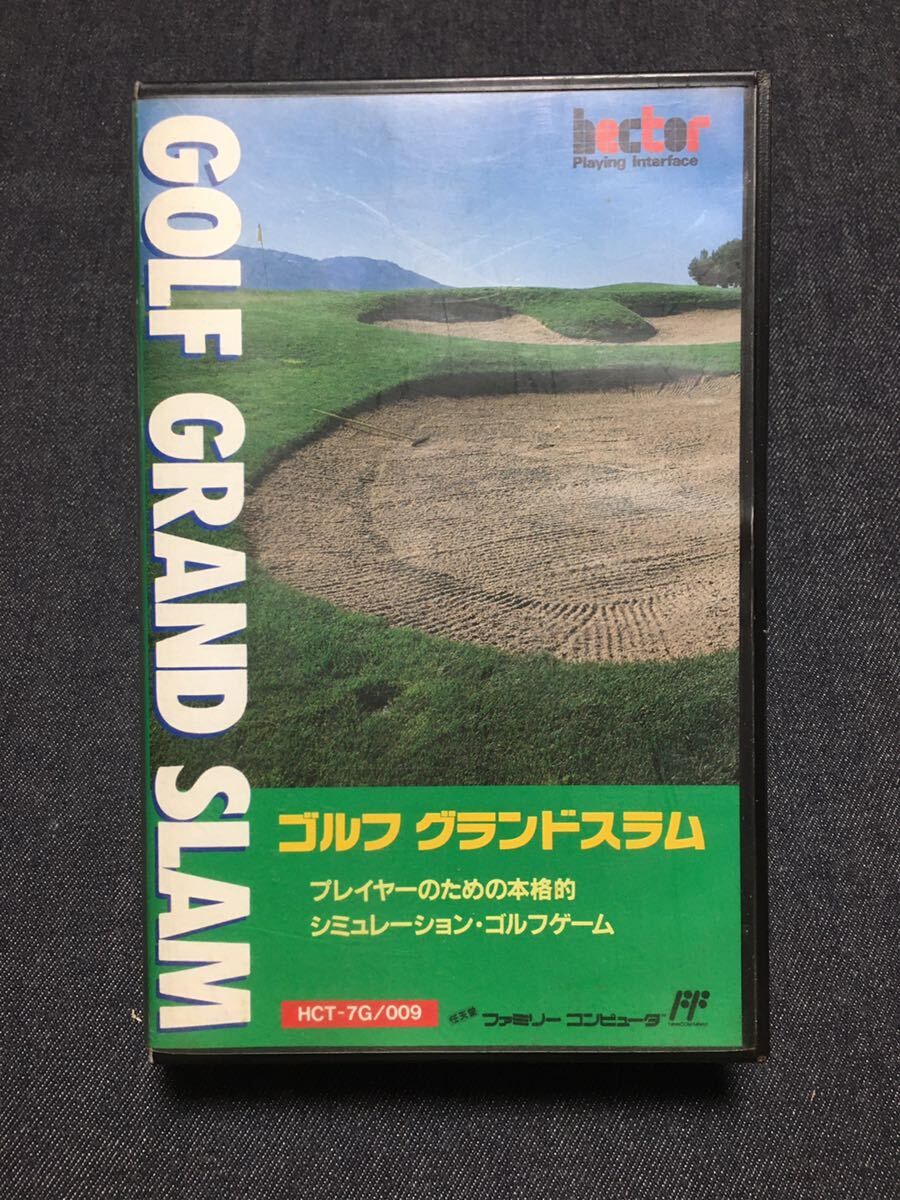 hector
Playing Interface
GOLF GRAND SLAM
ゴルフ グランドスラム
プレイヤーのための本格的
シミュレーション・ゴルフゲーム
HCT-7G/009
任天堂 ファミリー コンピュータ
FF